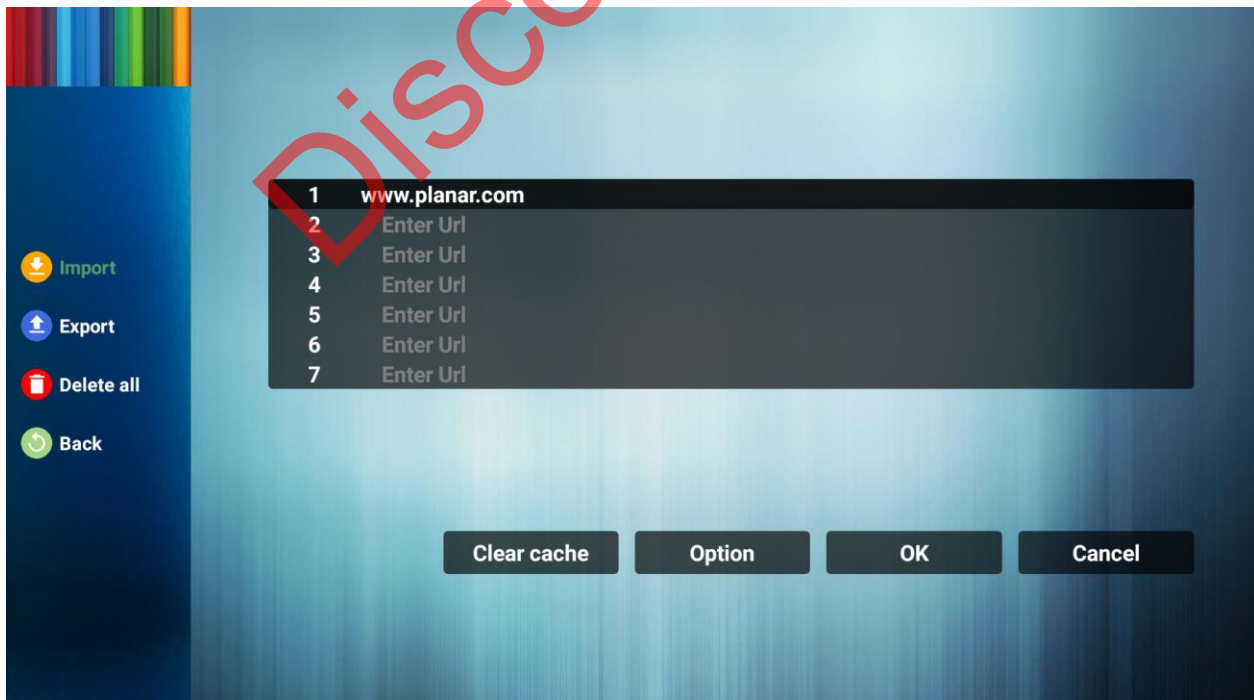 Disco
1 www.planar.com
2 Enter Url
3 Enter Url
4 Enter Url
5 Enter Url
6 Enter Url
7 Enter Url
Import
Export
Delete all
Back
Clear cache Option OK Cancel